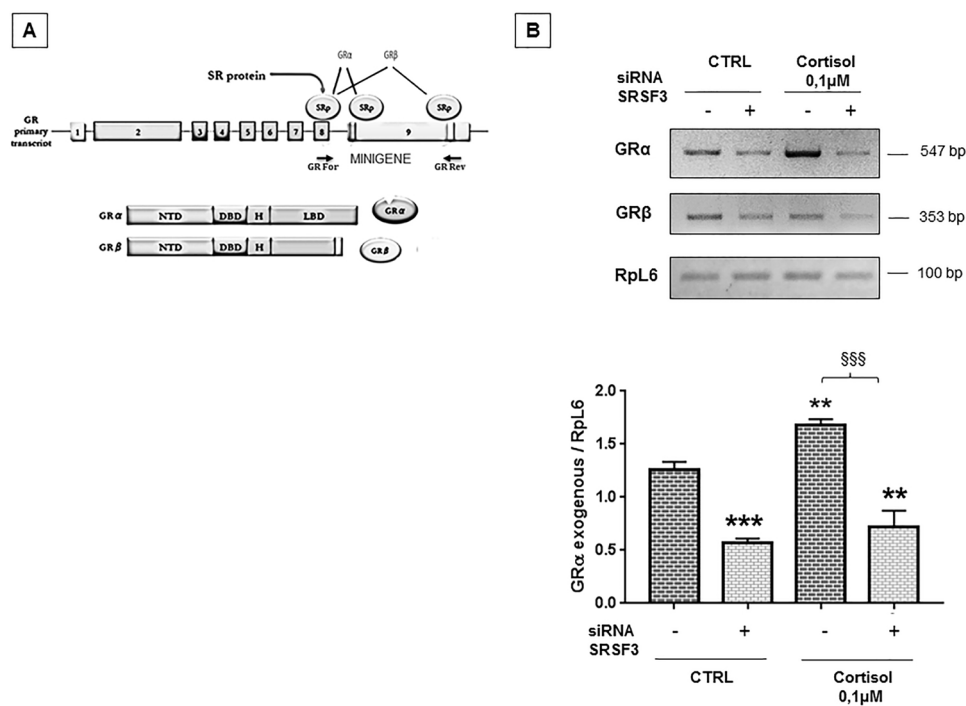 A
GRα GRβ
SR protein
SRp SRp SRp
GR
primary
transcript
1 2 3 4 5 6 7 8 9
MINIGENE
GR For GR Rev
GRα NTD DBD H LBD GRα
GRβ NTD DBD H GRβ
B
CTRL Cortisol
0,1µM
siRNA
SRSF3
- + - +
GRα 547 bp
GRβ 353 bp
RpL6 100 bp
§§§
GRα exogenous / RpL6
2.0
1.5
1.0
0.5
0.0
** *** **
siRNA
SRSF3
- + - +
CTRL Cortisol
0,1µM